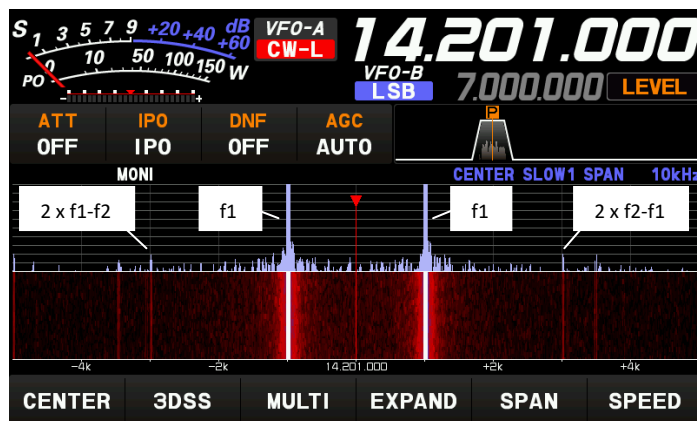 S 1 3 5 7 9 +20 +40 +60 dB
PO 0 10 50 100 150 W
- +
VFO-A
CW-L
14.201.000
VFO-B
LSB
7.000.000
LEVEL
ATT IPO DNF AGC
OFF IPO OFF AUTO
P
MONI CENTER SLOW1 SPAN 10kHz
2 x f1-f2 f1 f1 2 x f2-f1
-4k -2k 14.201.000 +2k +4k
CENTER 3DSS MULTI EXPAND SPAN SPEED